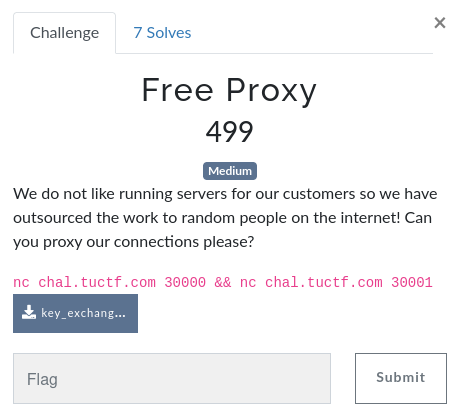 Challenge
7 Solves
×
Free Proxy
499
Medium
We do not like running servers for our customers so we have
outsourced the work to random people on the internet! Can
you proxy our connections please?
nc chal.tuctf.com 30000 && nc chal.tuctf.com 30001
key_exchang...
Flag
Submit